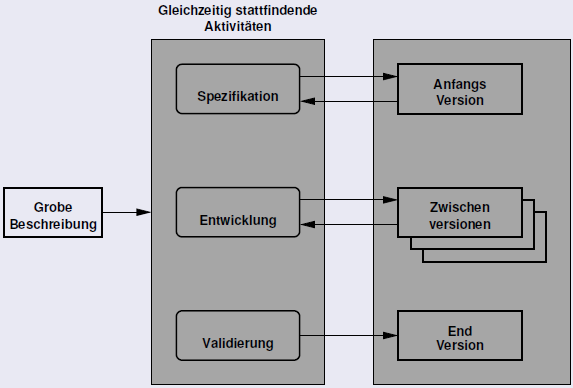 Gleichzeitig stattfindende
Aktivitäten
Spezifikation
Anfangs
Version
Grobe
Beschreibung
Entwicklung
Zwischen
versionen
Validierung
End
Version